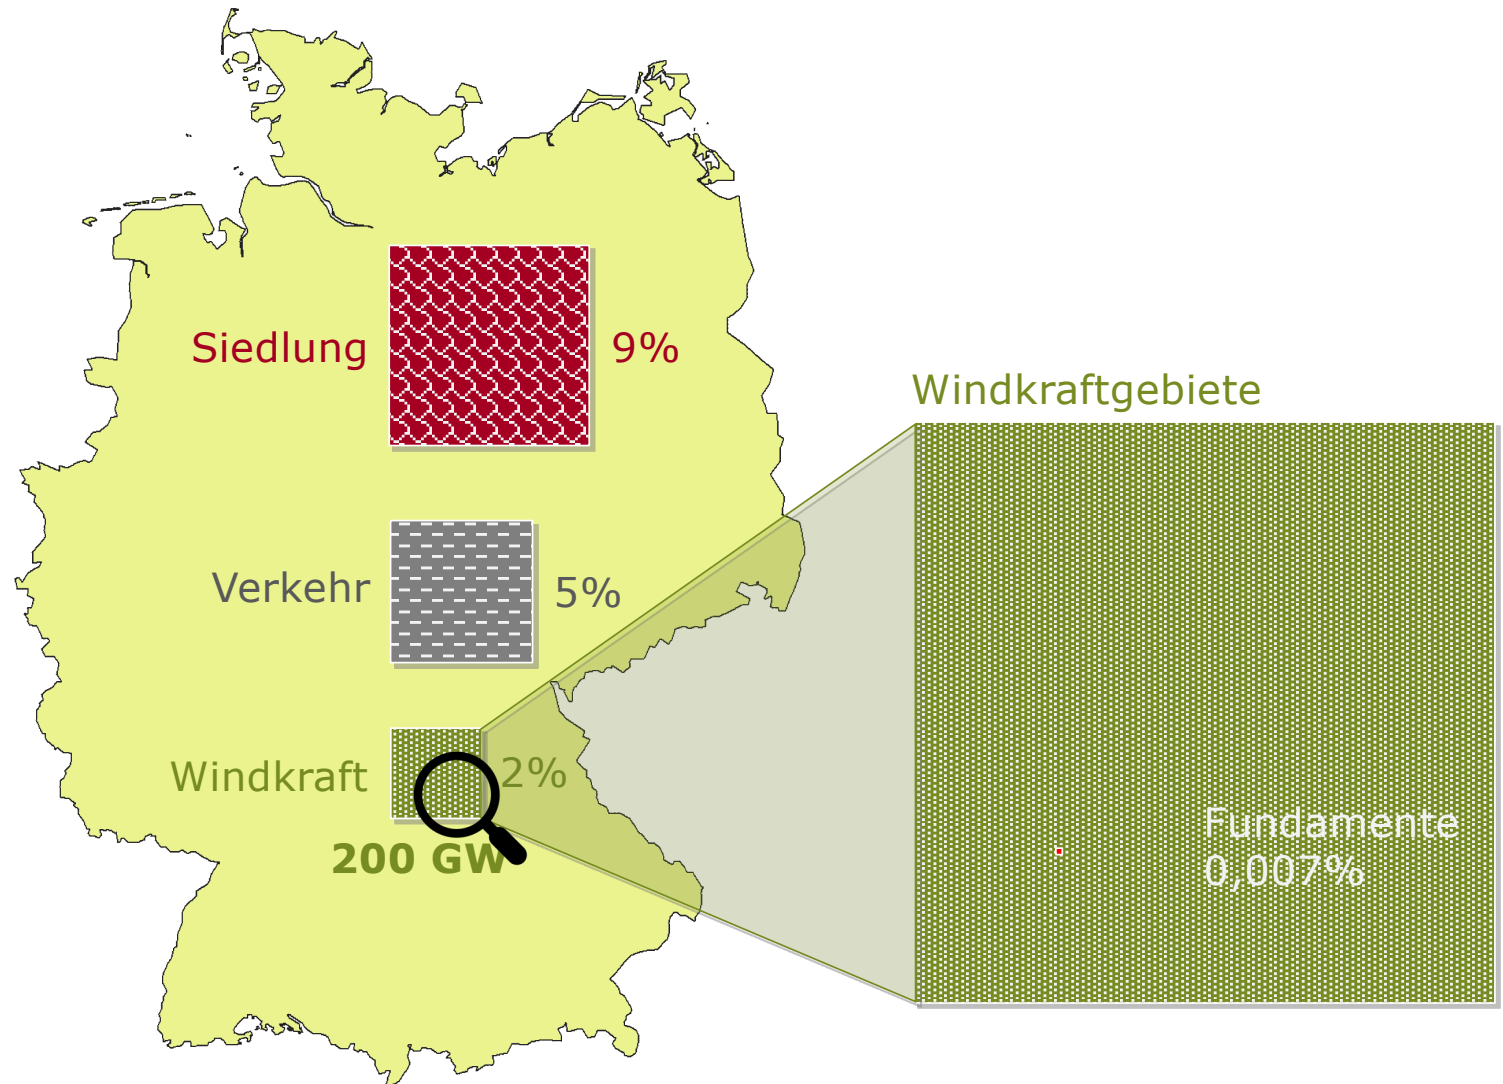 Siedlung
9%
Windkraftgebiete
Verkehr
5%
Windkraft
2%
200 GW
Fundamente
0,007%